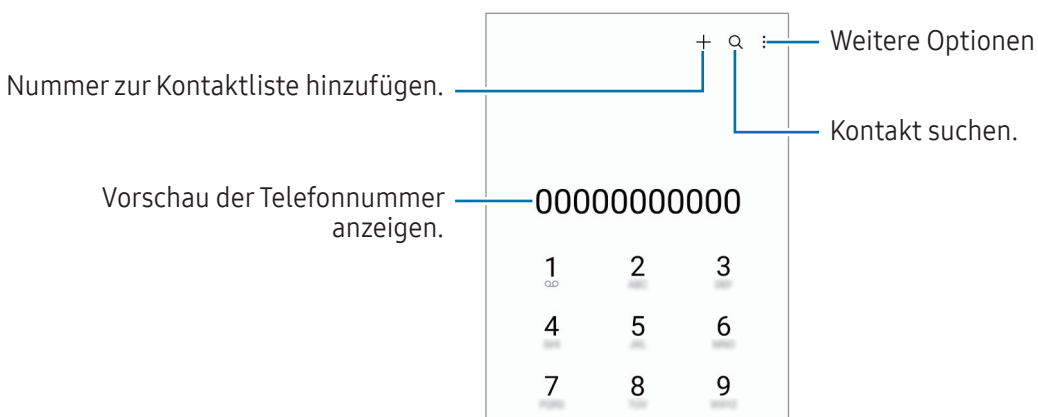 Weitere Optionen
Nummer zur Kontaktliste hinzufügen.
Kontakt suchen.
Vorschau der Telefonnummer
anzeigen.
00000000000
1 2 3
4 5 6
7 8 9